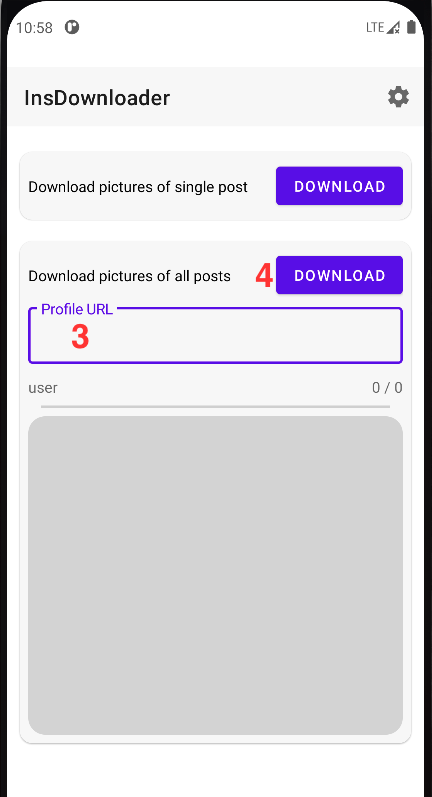 10:58 LTE
InsDownloader
Download pictures of single post DOWNLOAD
Download pictures of all posts 4 DOWNLOAD
Profile URL
3
user 0 / 0